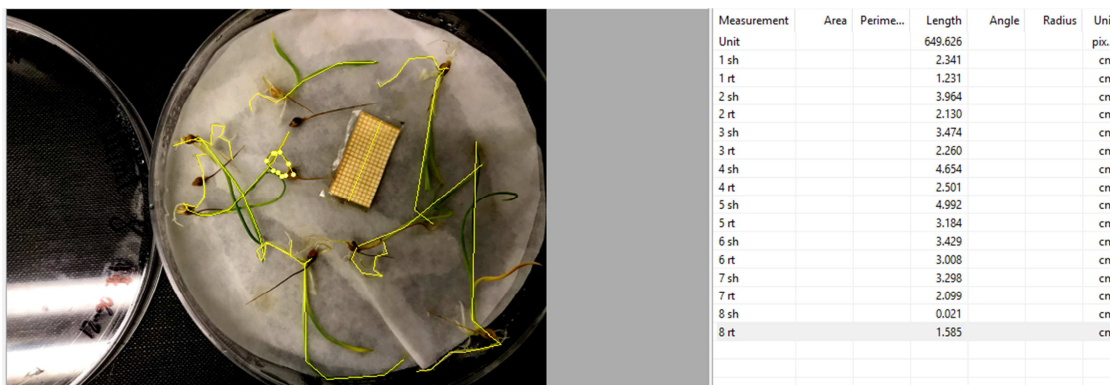 Measurement Area Perime... Length Angle Radius Uni
Unit 649.626 pix.
1 sh 2.341 cm
1 rt 1.231 cm
2 sh 3.964 cm
2 rt 2.130 cm
3 sh 3.474 cm
3 rt 2.260 cm
4 sh 4.654 cm
4 rt 2.501 cm
5 sh 4.992 cm
5 rt 3.184 cm
6 sh 3.429 cm
6 rt 3.008 cm
7 sh 3.298 cm
7 rt 2.099 cm
8 sh 0.021 cm
8 rt 1.585 cm